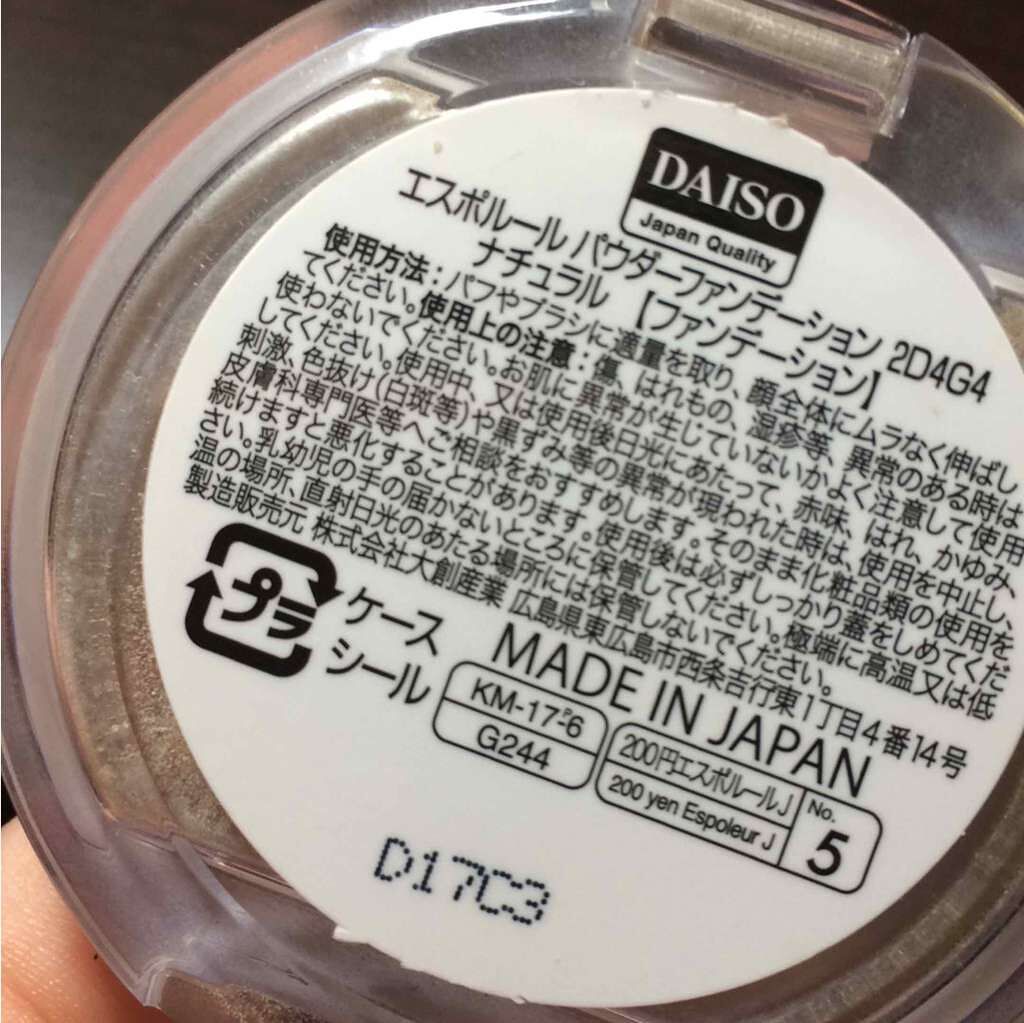 DAISO
Japan Quality
エスポルール パウダーファンデーション 2D4G4
ナチュラル 【ファンデーション】
使用方法：パフやブラシに適量を取り、顔全体にムラなく伸ばし
てください。使用上の注意：傷、はれもの、湿疹等、異常のある時は
使わないでください。お肌に異常が生じていないかよく注意して使用
してください。使用中、又は使用後日光にあたって、赤味、はれ、かゆみ、
刺激、色抜け(白斑等)や黒ずみ等の異常が現われた時は、使用を中止し、
皮膚科専門医等へご相談をおすすめします。そのまま化粧品類の使用を
続けますと悪化することがあります。使用後は必ずしっかり蓋をしめてくだ
さい。乳幼児の手の届かないところに保管してください。極端に高温又は低
温の場所、直射日光のあたる場所には保管しないでください。
製造販売元 株式会社大創産業 広島県東広島市西条吉行東1丁目4番14号
プラ
ケース
シール
MADE IN JAPAN
KM-17-P-6
G244
200円エスポルールJ
200 yen Espoleur J
No.
5
D17C3